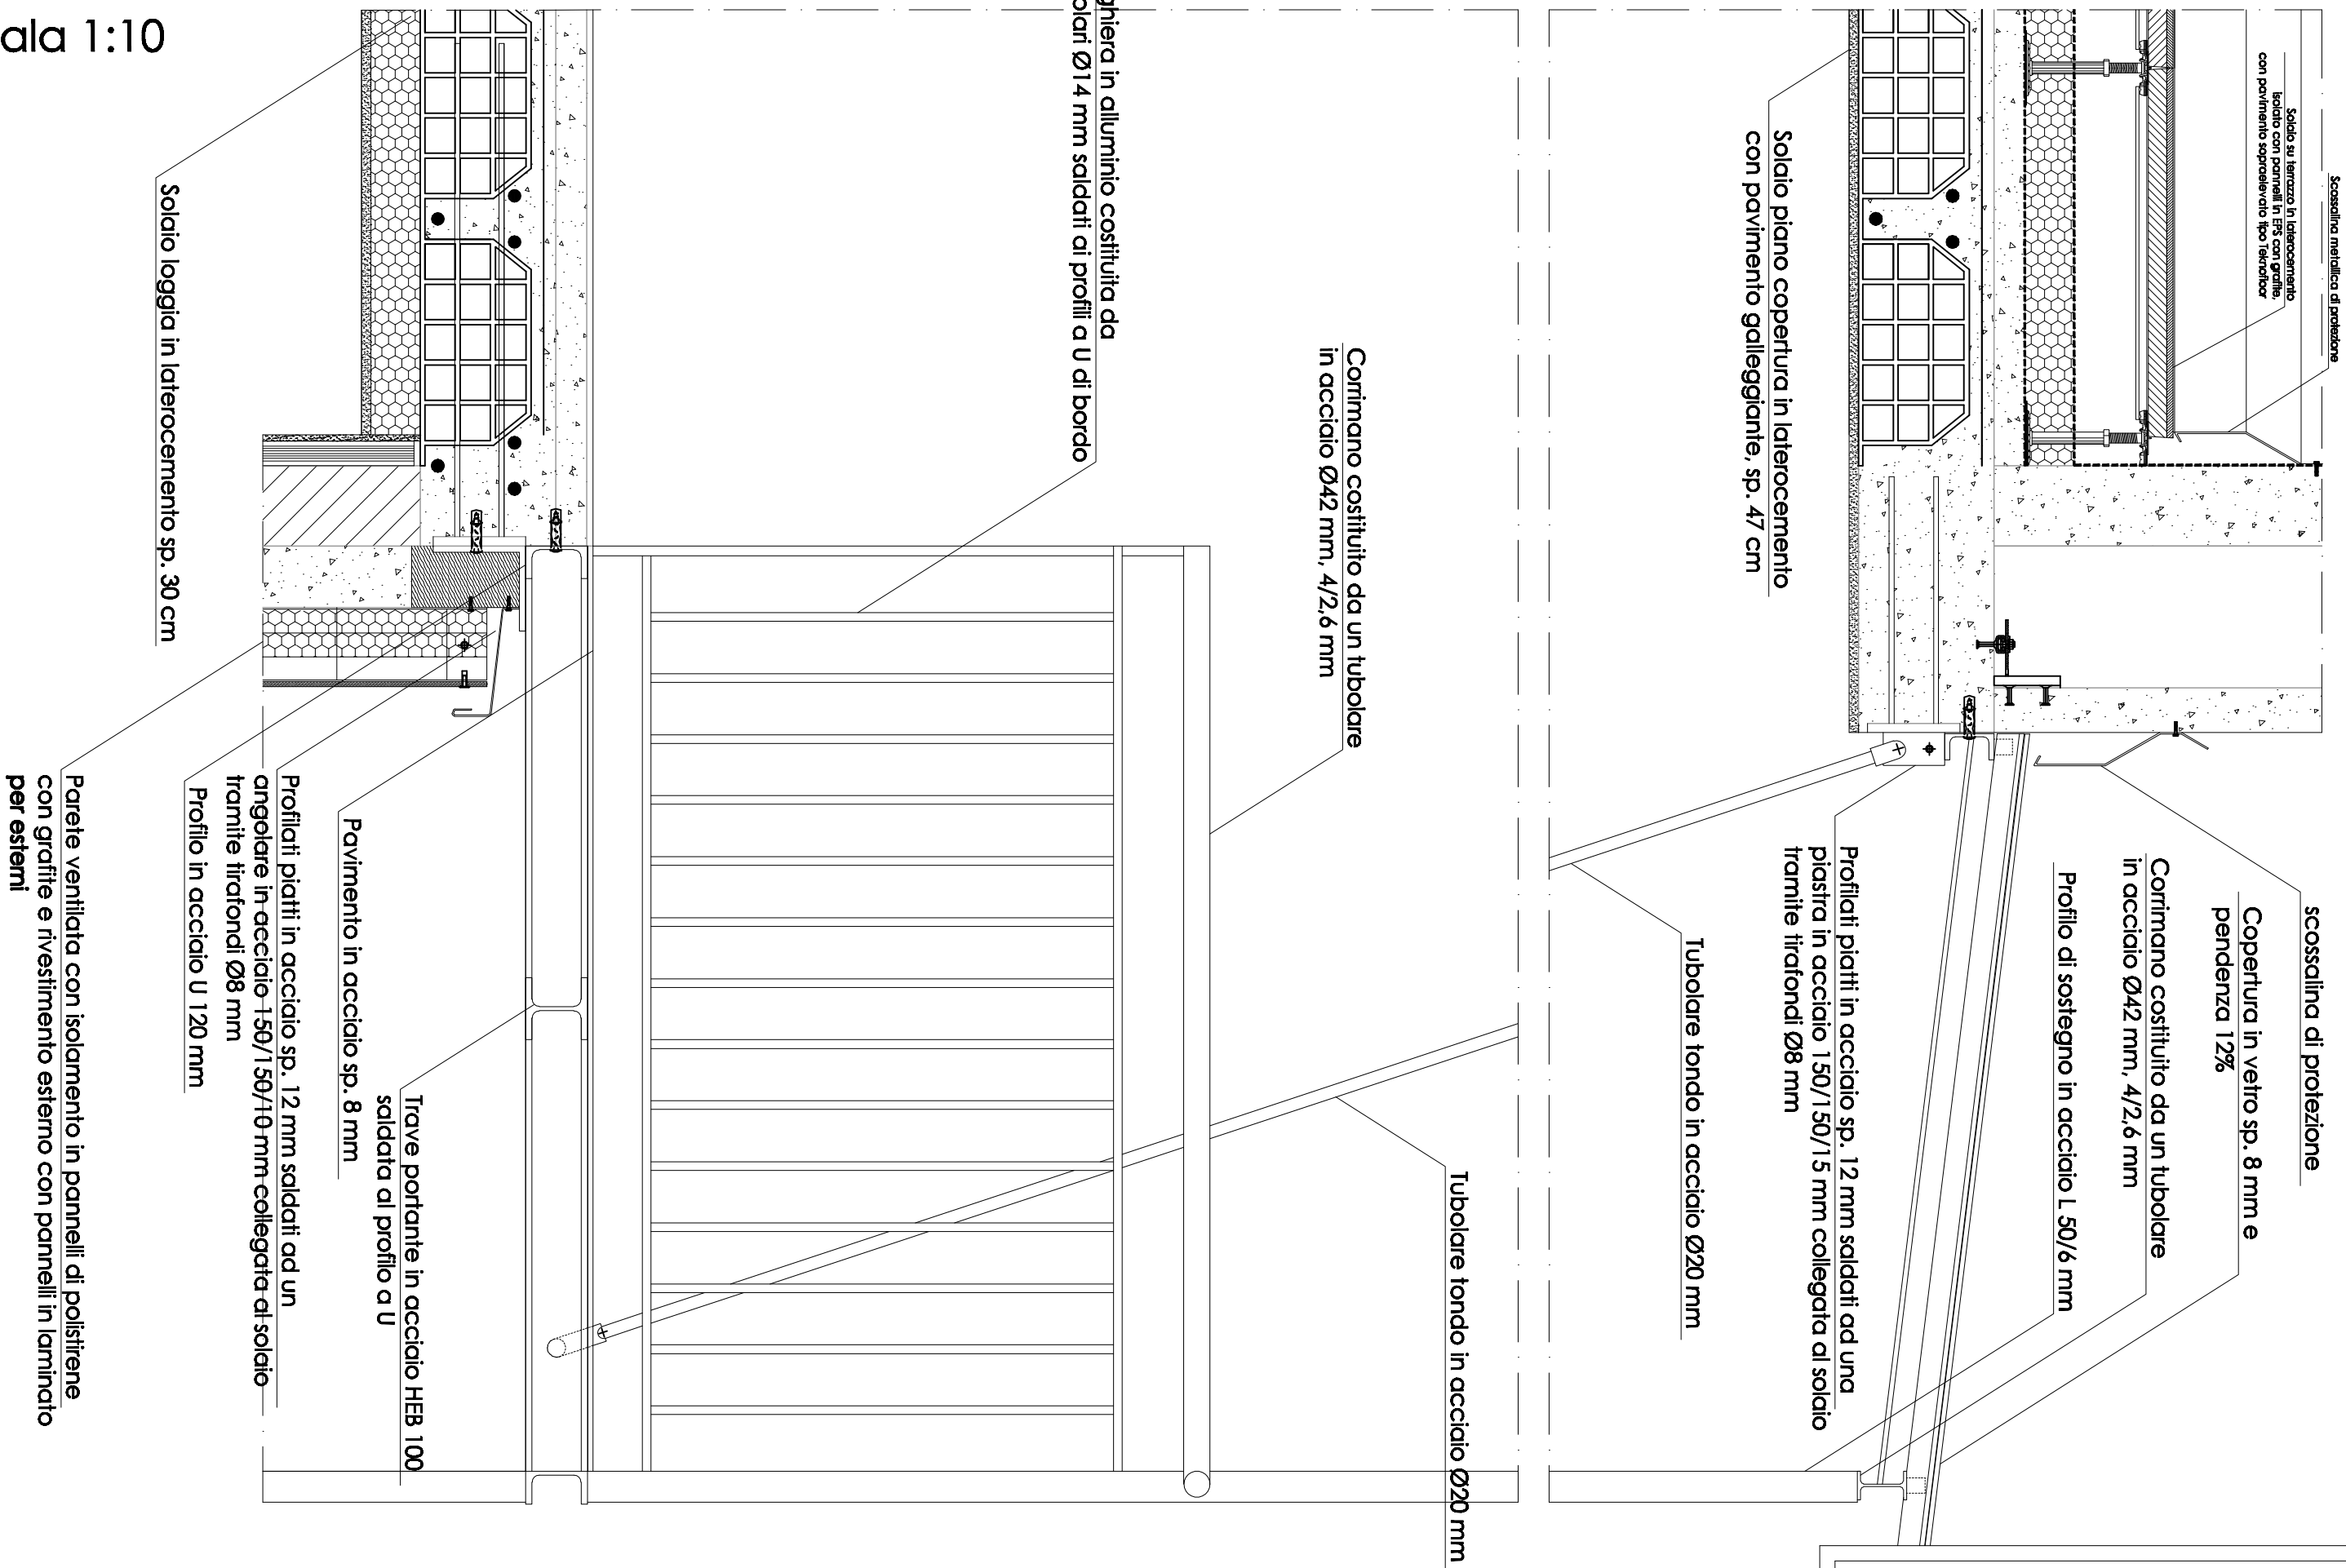 ala 1:10
Scossalina metallica di protezione
Solaio su terrazzo in laterocemento
isolato con pannelli in EPS con grafite,
con pavimento sopraelevato tipo Teknofloor
Solaio piano copertura in laterocemento
con pavimento galleggiante, sp. 47 cm
Corrimano costituito da un tubolare
in acciaio Ø42 mm, 4/2,6 mm
ghiera in alluminio costituita da
olari Ø14 mm saldati ai profili a U di bordo
Solaio loggia in laterocemento sp. 30 cm
scossalina di protezione
Copertura in vetro sp. 8 mm e
pendenza 12%
Corrimano costituito da un tubolare
in acciaio Ø42 mm, 4/2,6 mm
Profilo di sostegno in acciaio L 50/6 mm
Profilati piatti in acciaio sp. 12 mm saldati ad una
piastra in acciaio 150/150/15 mm collegata al solaio
tramite tirafondi Ø8 mm
Tubolare tondo in acciaio Ø20 mm
Tubolare tondo in acciaio Ø20 mm
Trave portante in acciaio HEB 100
saldata al profilo a U
Pavimento in acciaio sp. 8 mm
Profilati piatti in acciaio sp. 12 mm saldati ad un
angolare in acciaio 150/150/10 mm collegata al solaio
tramite tirafondi Ø8 mm
Profilo in acciaio U 120 mm
Parete ventilata con isolamento in pannelli di polistirene
con grafite e rivestimento esterno con pannelli in laminato
per esterni